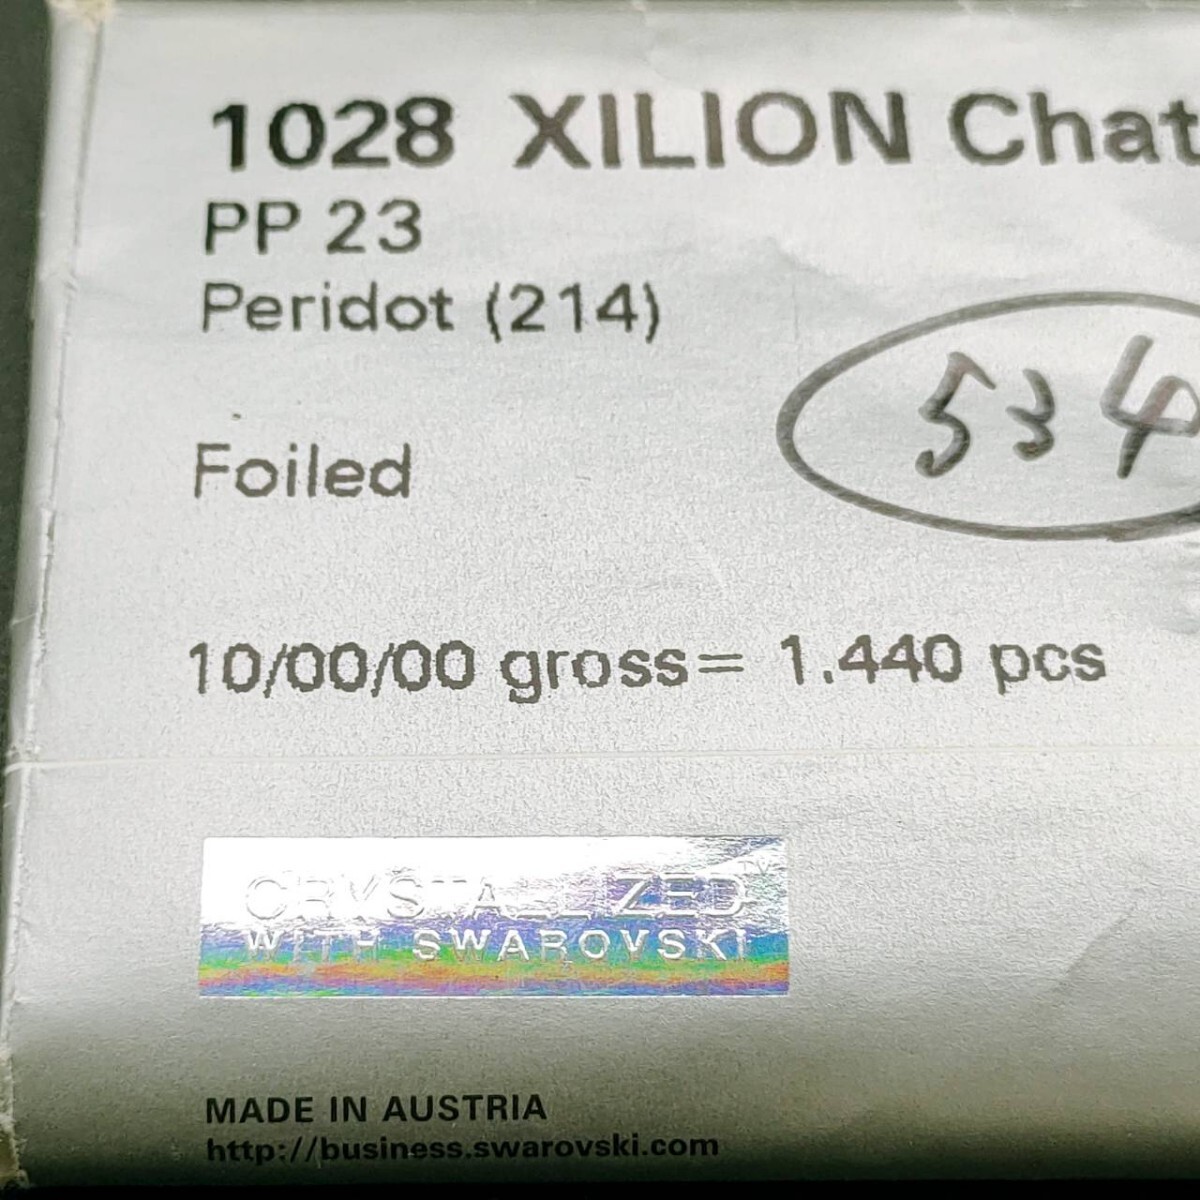 1028 XILION Chat
PP 23
Peridot (214)
534
Foiled
10/00/00 gross= 1.440 pcs
CRYSTALLIZED™
WITH SWAROVSKI
MADE IN AUSTRIA
http://business.swarovski.com